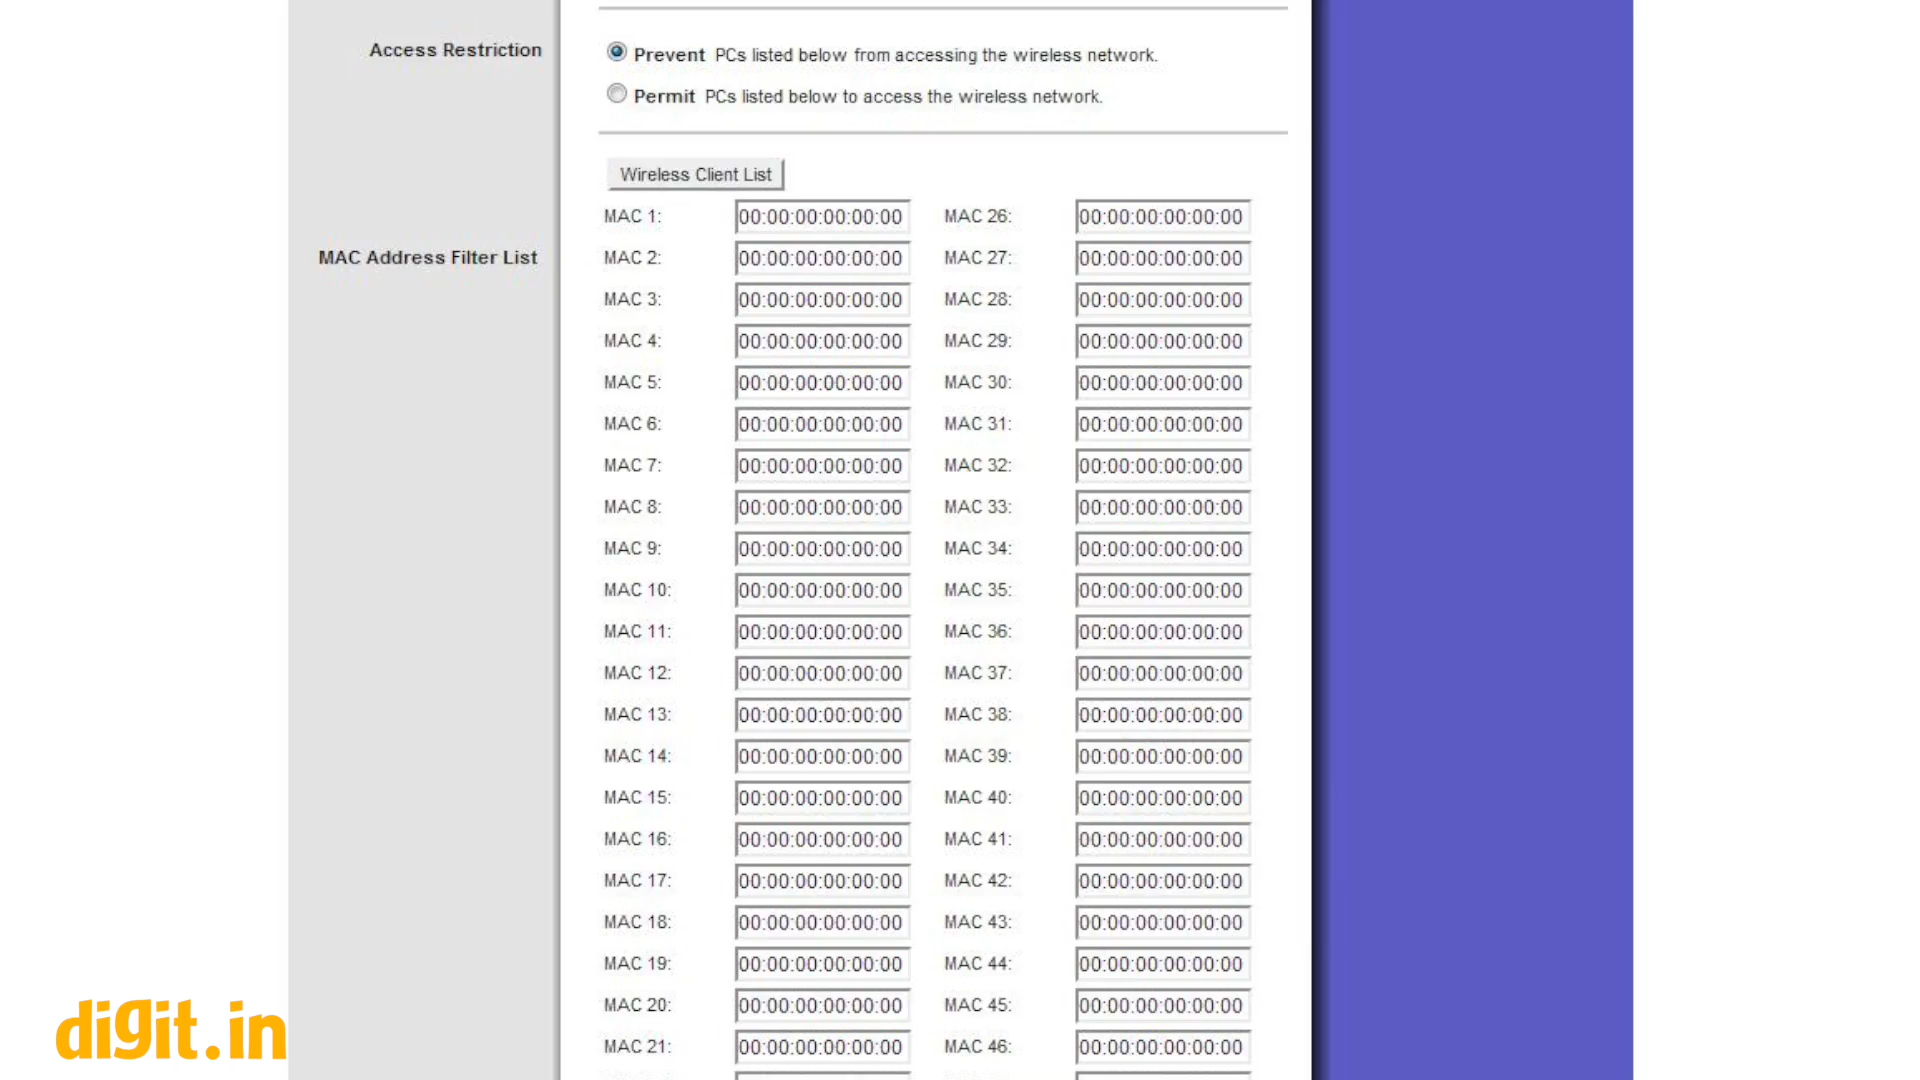 Access Restriction
Prevent PCs listed below from accessing the wireless network.
Permit PCs listed below to access the wireless network.
Wireless Client List
MAC Address Filter List
MAC 1: 00:00:00:00:00:00 MAC 26: 00:00:00:00:00:00
MAC 2: 00:00:00:00:00:00 MAC 27: 00:00:00:00:00:00
MAC 3: 00:00:00:00:00:00 MAC 28: 00:00:00:00:00:00
MAC 4: 00:00:00:00:00:00 MAC 29: 00:00:00:00:00:00
MAC 5: 00:00:00:00:00:00 MAC 30: 00:00:00:00:00:00
MAC 6: 00:00:00:00:00:00 MAC 31: 00:00:00:00:00:00
MAC 7: 00:00:00:00:00:00 MAC 32: 00:00:00:00:00:00
MAC 8: 00:00:00:00:00:00 MAC 33: 00:00:00:00:00:00
MAC 9: 00:00:00:00:00:00 MAC 34: 00:00:00:00:00:00
MAC 10: 00:00:00:00:00:00 MAC 35: 00:00:00:00:00:00
MAC 11: 00:00:00:00:00:00 MAC 36: 00:00:00:00:00:00
MAC 12: 00:00:00:00:00:00 MAC 37: 00:00:00:00:00:00
MAC 13: 00:00:00:00:00:00 MAC 38: 00:00:00:00:00:00
MAC 14: 00:00:00:00:00:00 MAC 39: 00:00:00:00:00:00
MAC 15: 00:00:00:00:00:00 MAC 40: 00:00:00:00:00:00
MAC 16: 00:00:00:00:00:00 MAC 41: 00:00:00:00:00:00
MAC 17: 00:00:00:00:00:00 MAC 42: 00:00:00:00:00:00
MAC 18: 00:00:00:00:00:00 MAC 43: 00:00:00:00:00:00
MAC 19: 00:00:00:00:00:00 MAC 44: 00:00:00:00:00:00
MAC 20: 00:00:00:00:00:00 MAC 45: 00:00:00:00:00:00
MAC 21: 00:00:00:00:00:00 MAC 46: 00:00:00:00:00:00
digit.in